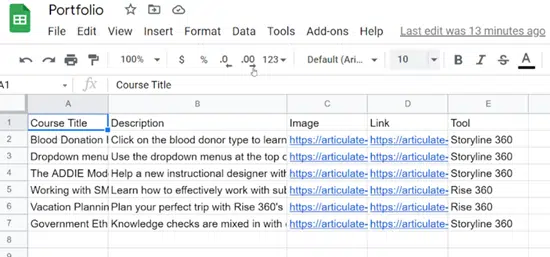 Portfolio
File Edit View Insert Format Data Tools Add-ons Help Last edit was 13 minutes ago
100% $ % .0 .00 123 Default (Ari... 10 B I S A
A1 fx Course Title
A B C D E
1 Course Title Description Image Link Tool
2 Blood Donation Click on the blood donor type to learn https://articulate- https://articulate- Storyline 360
3 Dropdown menu Use the dropdown menus at the top o https://articulate- https://articulate- Storyline 360
4 The ADDIE Mod Help a new instructional designer with https://articulate- https://articulate- Storyline 360
5 Working with SM Learn how to effectively work with sub https://articulate- https://articulate- Rise 360
6 Vacation Plannin Plan your perfect trip with Rise 360's https://articulate- https://articulate- Rise 360
7 Government Eth Knowledge checks are mixed in with https://articulate- https://articulate- Storyline 360
8
9